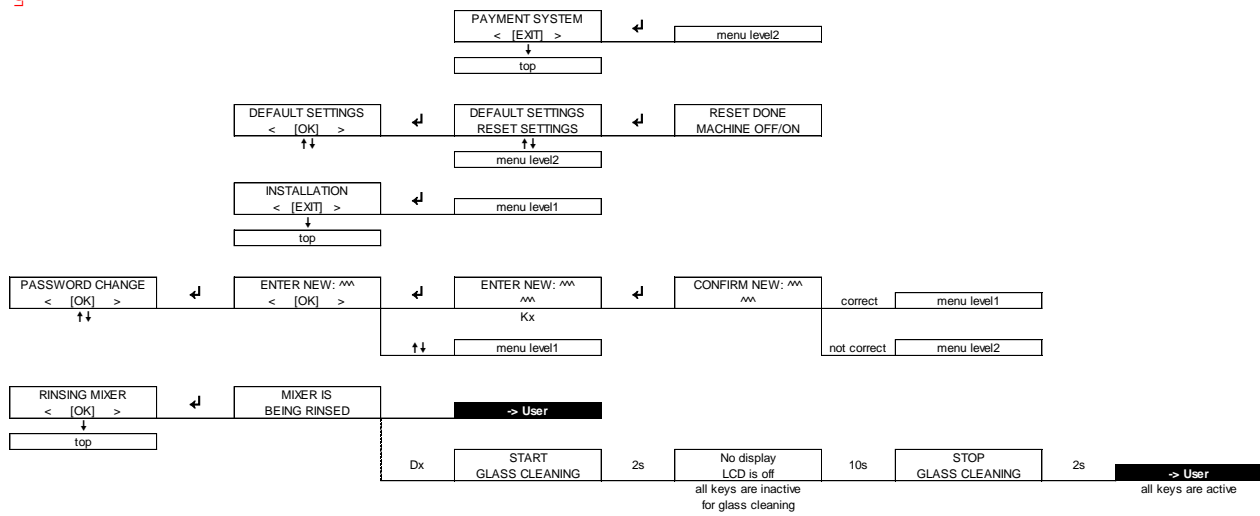 PAYMENT SYSTEM
< [EXIT] >
menu level2
top
DEFAULT SETTINGS
< [OK] >
DEFAULT SETTINGS
RESET SETTINGS
RESET DONE
MACHINE OFF/ON
menu level2
INSTALLATION
< [EXIT] >
menu level1
top
PASSWORD CHANGE
< [OK] >
ENTER NEW: ^^^
< [OK] >
ENTER NEW: ^^^
^^^
Kx
CONFIRM NEW: ^^^
^^^
correct
menu level1
menu level1
not correct
menu level2
RINSING MIXER
< [OK] >
top
MIXER IS
BEING RINSED
-> User
Dx
START
GLASS CLEANING
2s
No display
LCD is off
all keys are inactive
for glass cleaning
10s
STOP
GLASS CLEANING
2s
-> User
all keys are active